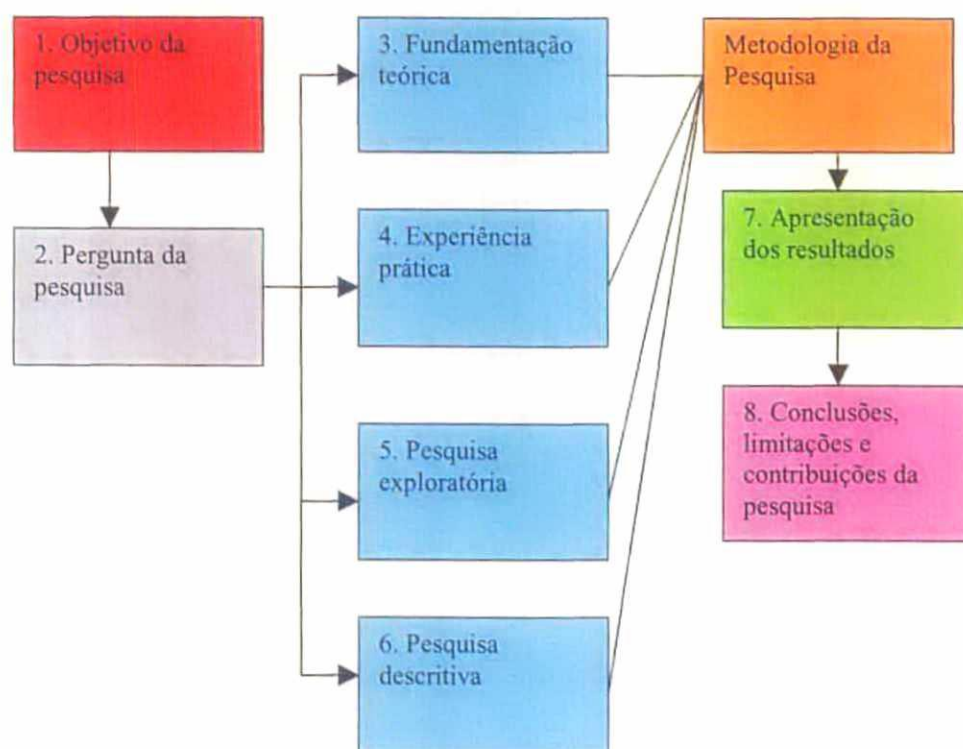 1. Objetivo da
pesquisa
2. Pergunta da
pesquisa
3. Fundamentação
teórica
4. Experiência
prática
5. Pesquisa
exploratória
6. Pesquisa
descritiva
Metodologia da
Pesquisa
7. Apresentação
dos resultados
8. Conclusões,
limitações e
contribuições da
pesquisa